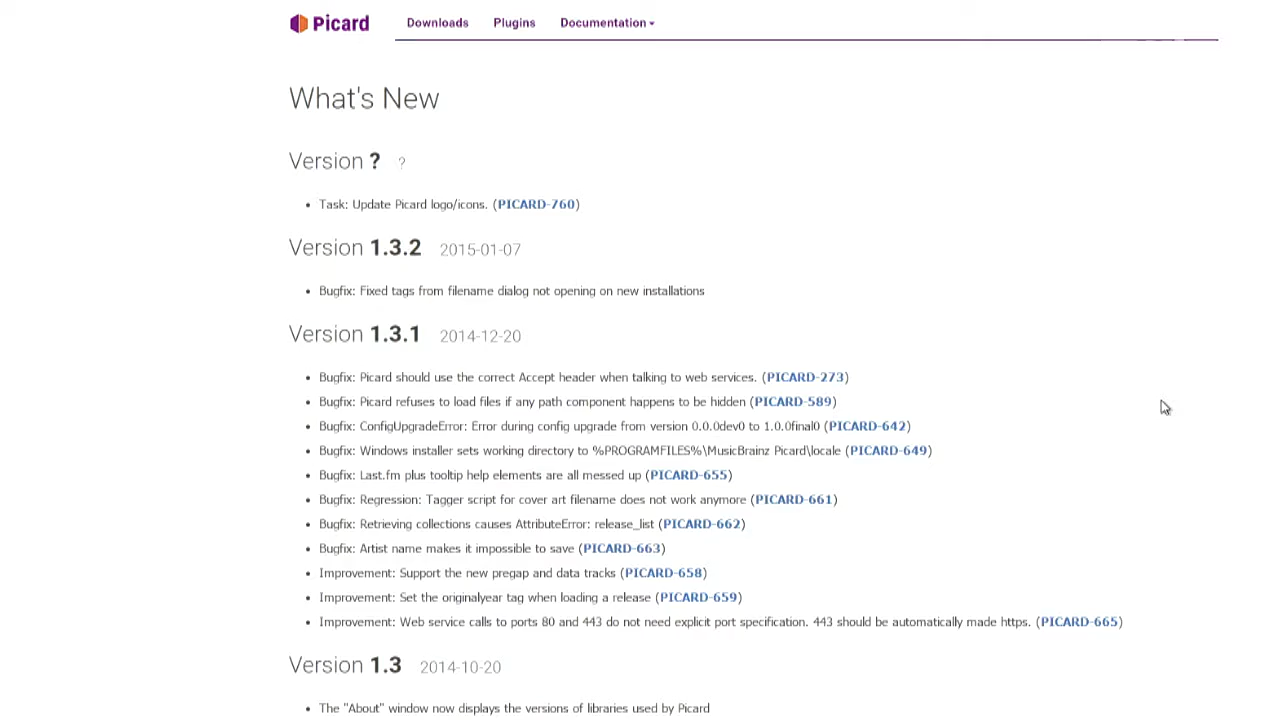 Picard
Downloads Plugins Documentation
What's New
Version ? ?
Task: Update Picard logo/icons. (PICARD-760)
Version 1.3.2 2015-01-07
Bugfix: Fixed tags from filename dialog not opening on new installations
Version 1.3.1 2014-12-20
Bugfix: Picard should use the correct Accept header when talking to web services. (PICARD-273)
Bugfix: Picard refuses to load files if any path component happens to be hidden (PICARD-589)
Bugfix: ConfigUpgradeError: Error during config upgrade from version 0.0.0dev0 to 1.0.0final0 (PICARD-642)
Bugfix: Windows installer sets working directory to %PROGRAMFILES%\MusicBrainz Picard\locale (PICARD-649)
Bugfix: Last.fm plus tooltip help elements are all messed up (PICARD-655)
Bugfix: Regression: Tagger script for cover art filename does not work anymore (PICARD-661)
Bugfix: Retrieving collections causes AttributeError: release_list (PICARD-662)
Bugfix: Artist name makes it impossible to save (PICARD-663)
Improvement: Support the new pregap and data tracks (PICARD-658)
Improvement: Set the originalyear tag when loading a release (PICARD-659)
Improvement: Web service calls to ports 80 and 443 do not need explicit port specification. 443 should be automatically made https. (PICARD-665)
Version 1.3 2014-10-20
The "About" window now displays the versions of libraries used by Picard